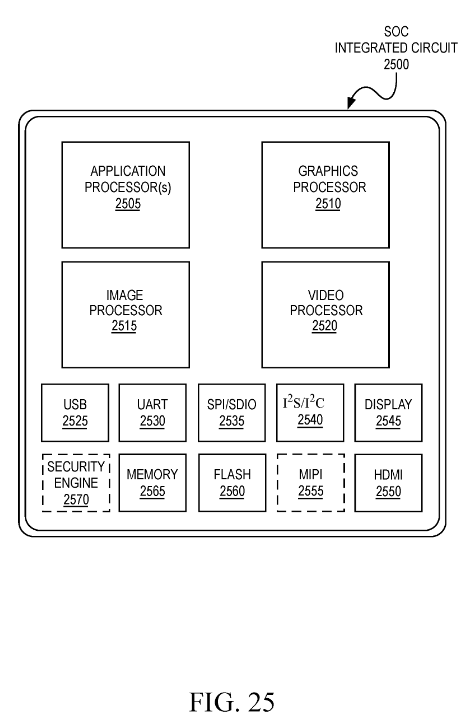 SOC
INTEGRATED CIRCUIT
2500
APPLICATION
PROCESSOR(s)
2505
GRAPHICS
PROCESSOR
2510
IMAGE
PROCESSOR
2515
VIDEO
PROCESSOR
2520
USB
2525
UART
2530
SPI/SDIO
2535
I²S/I²C
2540
DISPLAY
2545
SECURITY
ENGINE
2570
MEMORY
2565
FLASH
2560
MIPI
2555
HDMI
2550
FIG. 25